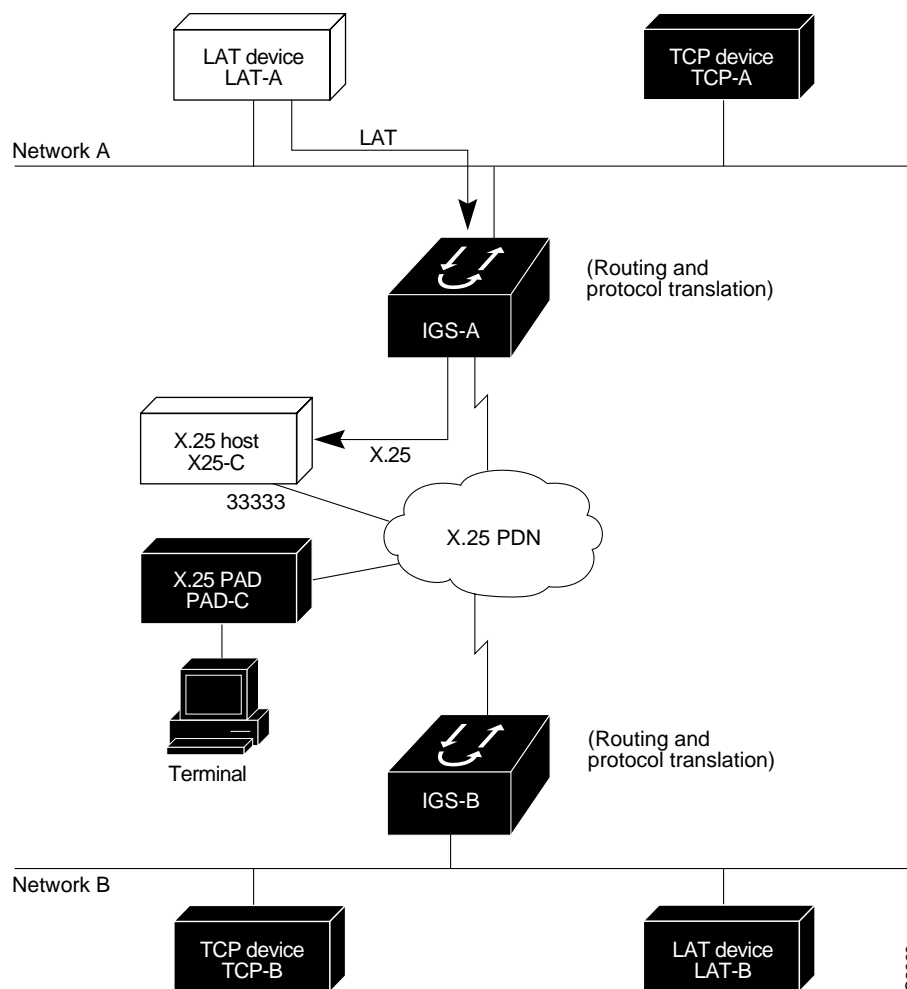 LAT device
LAT-A
TCP device
TCP-A
LAT
Network A
(Routing and
protocol translation)
IGS-A
X.25 host
X25-C
X.25
33333
X.25 PDN
X.25 PAD
PAD-C
Terminal
(Routing and
protocol translation)
IGS-B
Network B
TCP device
TCP-B
LAT device
LAT-B